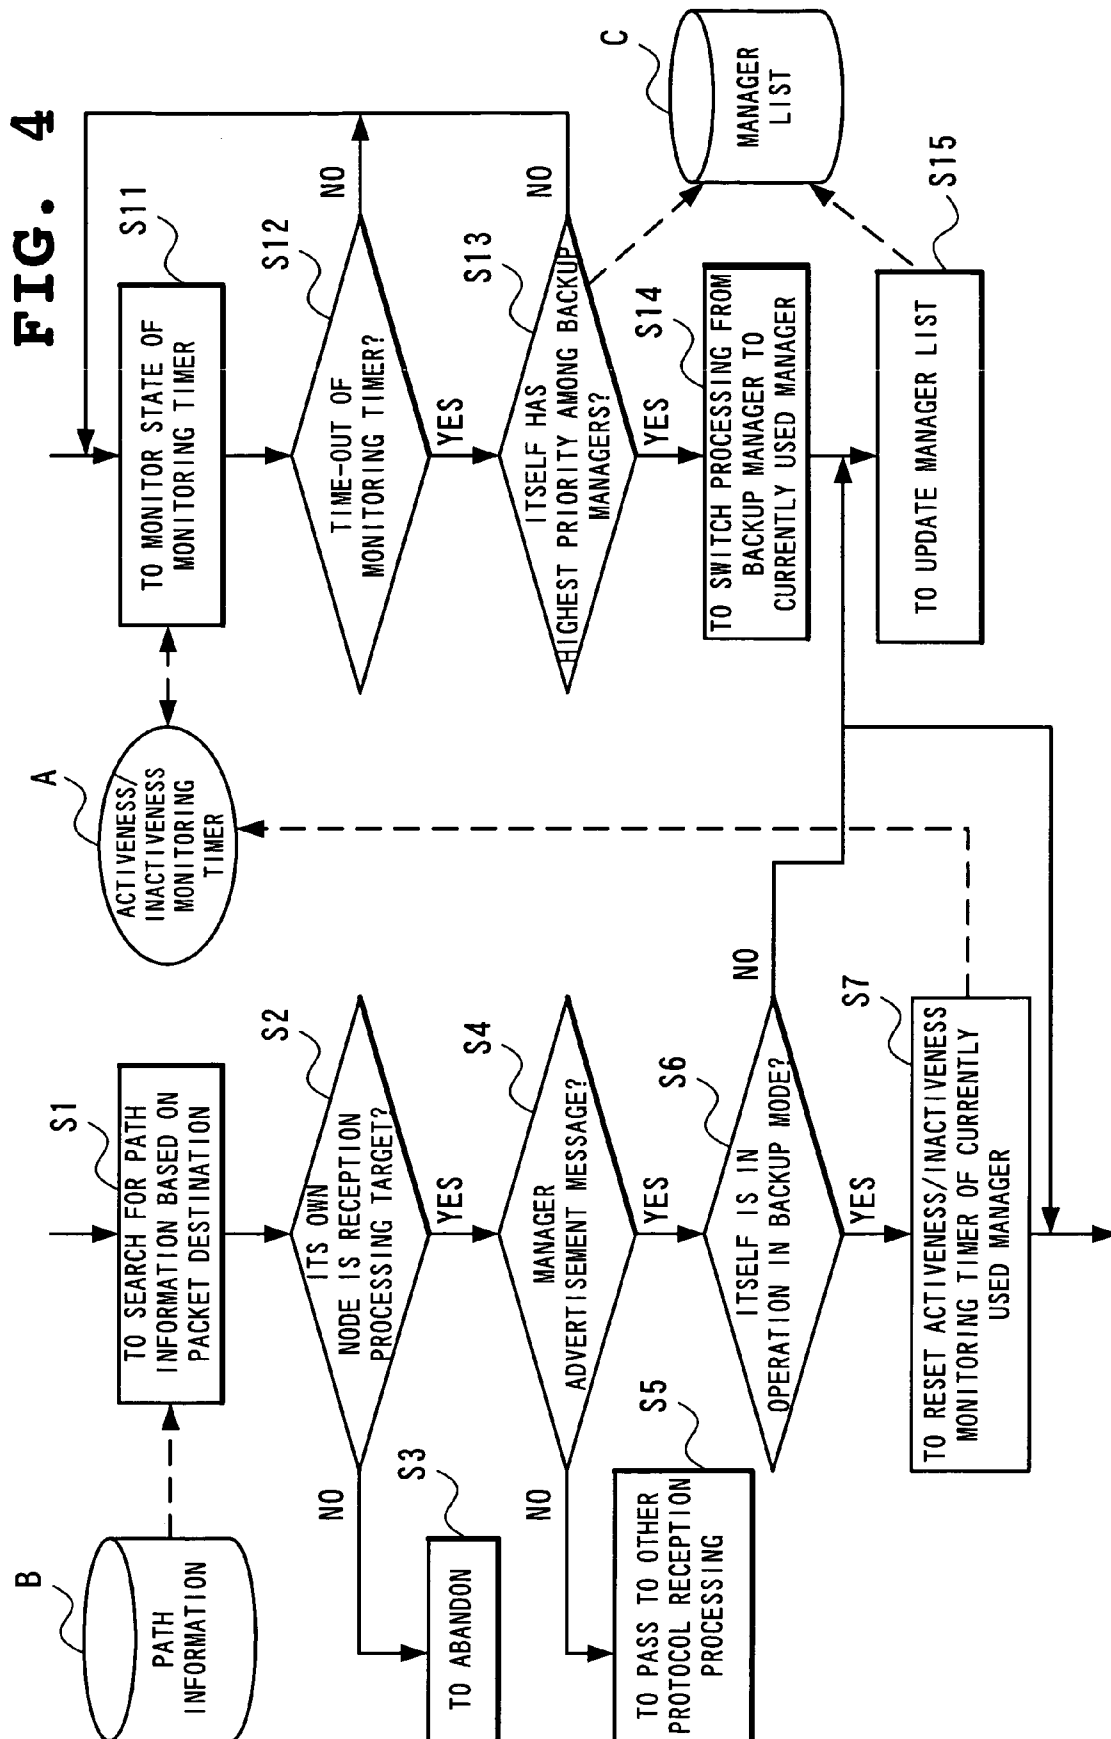 FIG. 4
B
PATH
INFORMATION
S1
TO SEARCH FOR PATH
INFORMATION BASED ON
PACKET DESTINATION
S2
ITS OWN
NODE IS RECEPTION
PROCESSING TARGET?
NO
YES
S3
TO ABANDON
S4
MANAGER
ADVERTISEMENT MESSAGE?
NO
YES
S5
TO PASS TO OTHER
PROTOCOL RECEPTION
PROCESSING
S6
ITSELF IS IN
OPERATION IN BACKUP MODE?
NO
YES
S7
TO RESET ACTIVENESS/INACTIVENESS
MONITORING TIMER OF CURRENTLY
USED MANAGER
A
ACTIVENESS/
INACTIVENESS
MONITORING
TIMER
S11
TO MONITOR STATE OF
MONITORING TIMER
S12
TIME-OUT OF
MONITORING TIMER?
NO
YES
S13
ITSELF HAS
HIGHEST PRIORITY AMONG BACKUP
MANAGERS?
NO
YES
S14
TO SWITCH PROCESSING FROM
BACKUP MANAGER TO
CURRENTLY USED MANAGER
S15
TO UPDATE MANAGER LIST
C
MANAGER
LIST